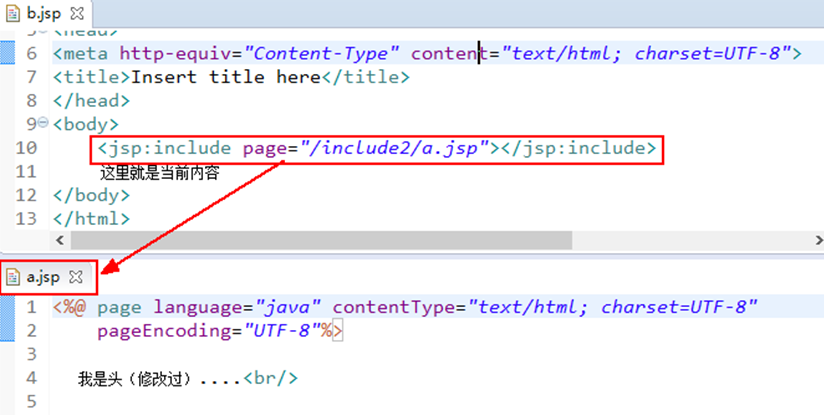 b.jsp
5 <head>
6 <meta http-equiv="Content-Type" content="text/html; charset=UTF-8">
7 <title>Insert title here</title>
8 </head>
9 <body>
10 <jsp:include page="/include2/a.jsp"></jsp:include>
11 这里就是当前内容
12 </body>
13 </html>
a.jsp
1 <%@ page language="java" contentType="text/html; charset=UTF-8"
2 pageEncoding="UTF-8"%>
3
4 我是头（修改过）....<br/>
5